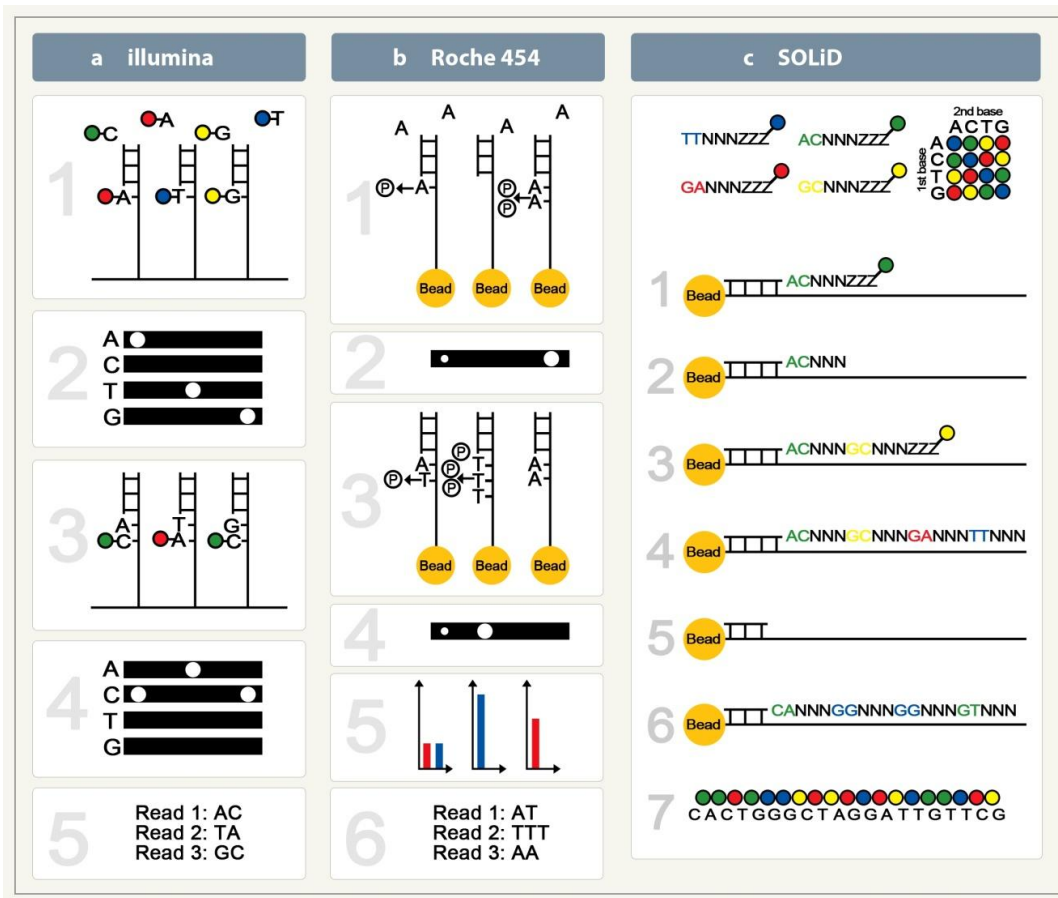 a illumina
C A G T
1
A T G
2
A
C
T
G
3
A T G
C A C
4
A
C
T
G
5
Read 1: AC
Read 2: TA
Read 3: GC
b Roche 454
A A A A
1
P A P A
P A
Bead Bead Bead
2
3
A P T A
P T P T A
P T
Bead Bead Bead
4
5
6
Read 1: AT
Read 2: TTT
Read 3: AA
c SOLiD
TTNNNZZZ ACNNNZZZ
GANNNZZZ GCNNNZZZ
2nd base
A C T G
1st base
A
C
T
G
1 Bead ACNNNZZZ
2 Bead ACNNN
3 Bead ACNNNGCNNNZZZ
4 Bead ACNNNGCNNNGANNNTTNNN
5 Bead
6 Bead CANNNGGNNNGGNNNGTNNN
7 CACTGGGCTAGGATTGTTCG